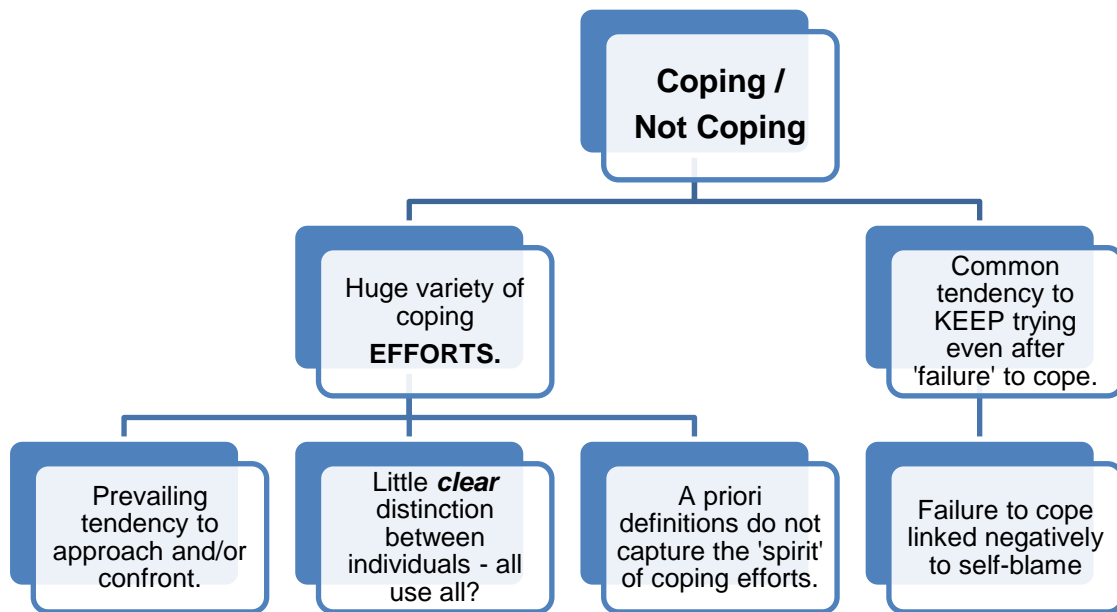 Coping /
Not Coping
Huge variety of
coping
EFFORTS.
Common
tendency to
KEEP trying
even after
'failure' to cope.
Prevailing
tendency to
approach and/or
confront.
Little clear
distinction
between
individuals - all
use all?
A priori
definitions do not
capture the 'spirit'
of coping efforts.
Failure to cope
linked negatively
to self-blame